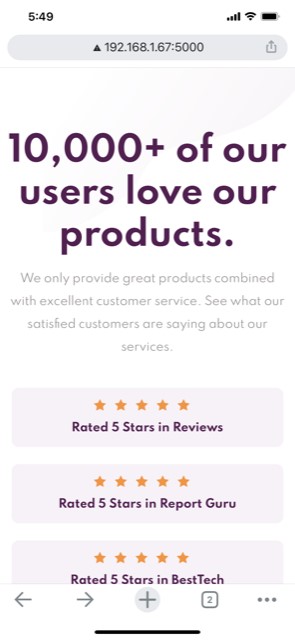 5:49
192.168.1.67:5000
10,000+ of our
users love our
products.
We only provide great products combined
with excellent customer service. See what our
satisfied customers are saying about our
services.
Rated 5 Stars in Reviews
Rated 5 Stars in Report Guru
Rated 5 Stars in BestTech
2